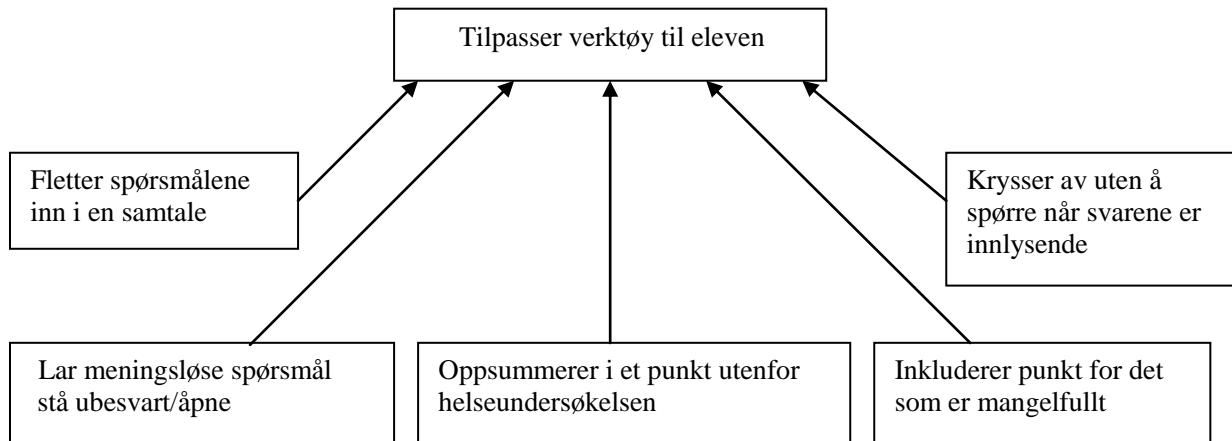 Tilpasser verktøy til eleven
Fletter spørsmålene
inn i en samtale
Krysser av uten å
spørre når svarene er
innlysende
Lar meningsløse spørsmål
stå ubesvart/åpne
Oppsummerer i et punkt utenfor
helseundersøkelsen
Inkluderer punkt for det
som er mangelfullt